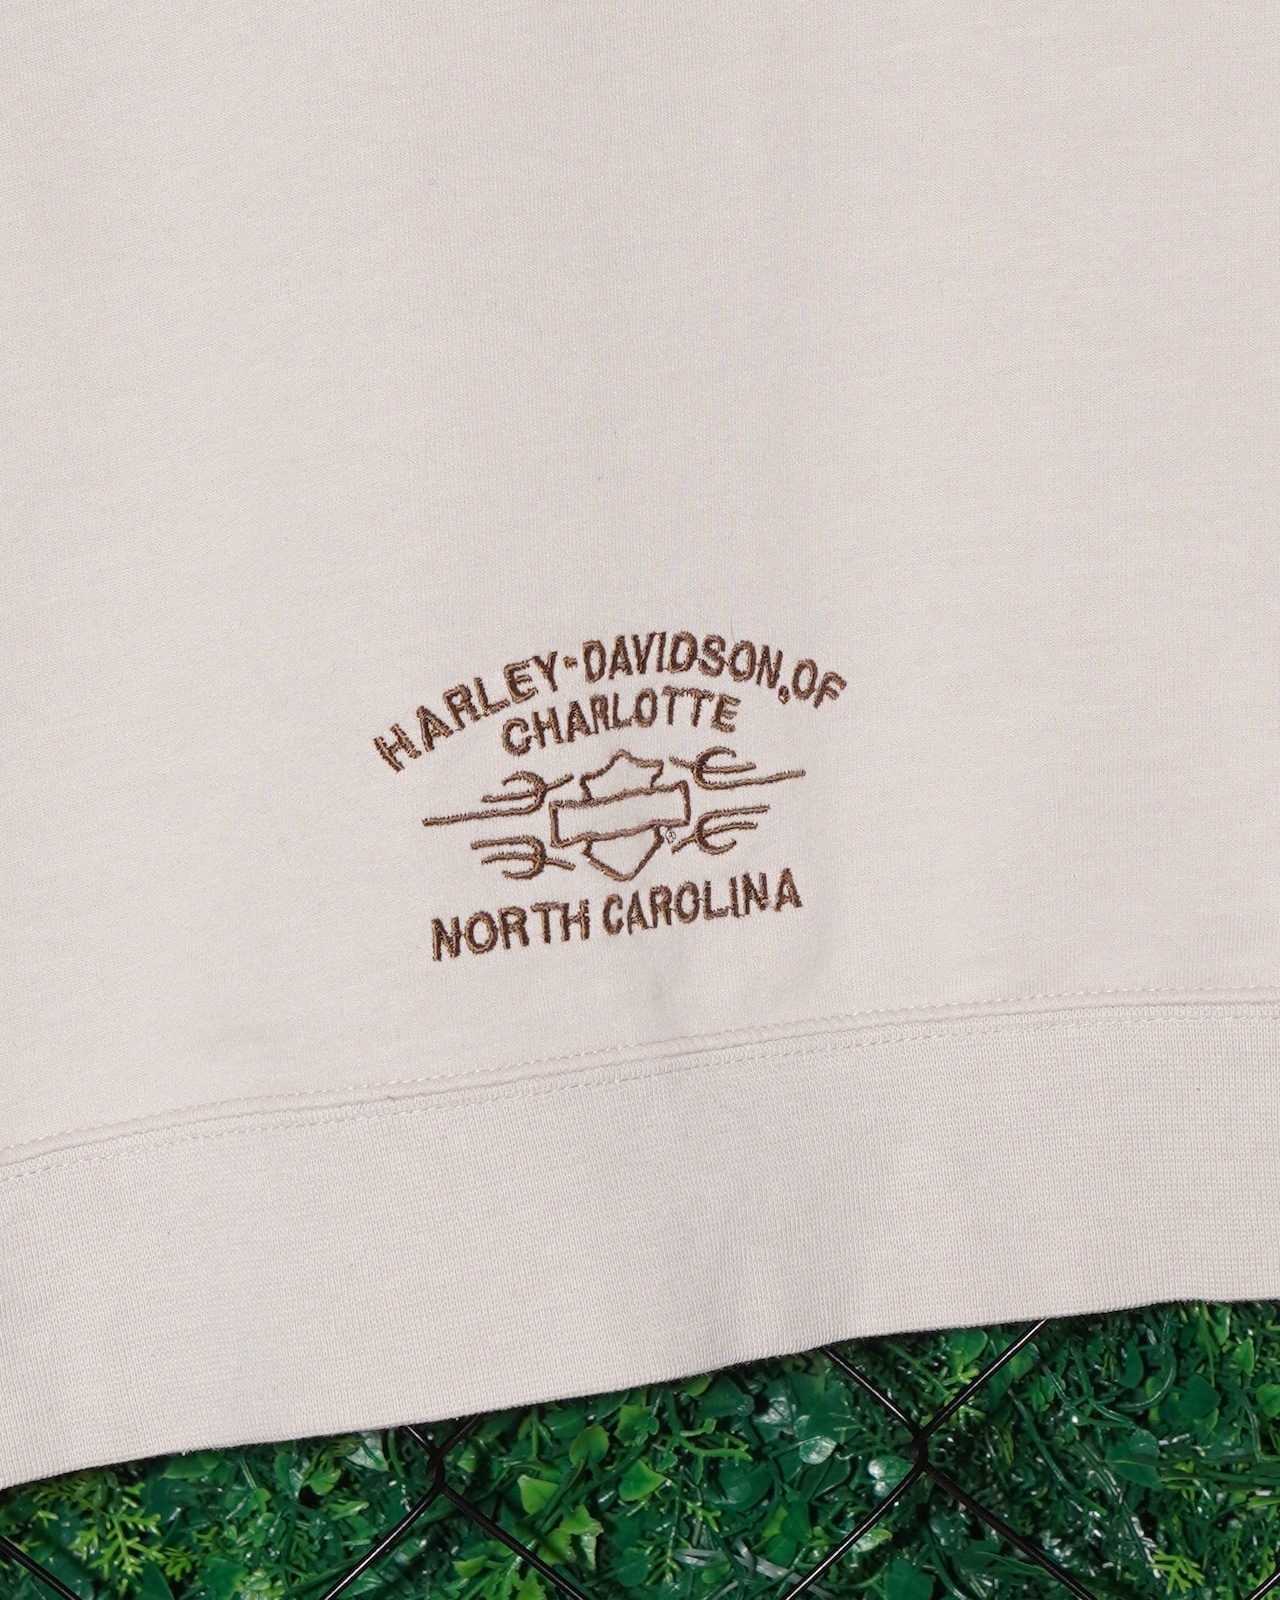 HARLEY-DAVIDSON® OF
CHARLOTTE
®
NORTH CAROLINA